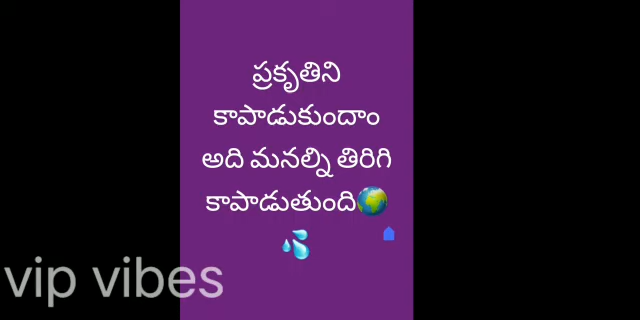 ప్రకృతిని
కాపాడుకుందాం
అది మనల్ని తిరిగి
కాపాడుతుంది🌍
💦
vip vibes